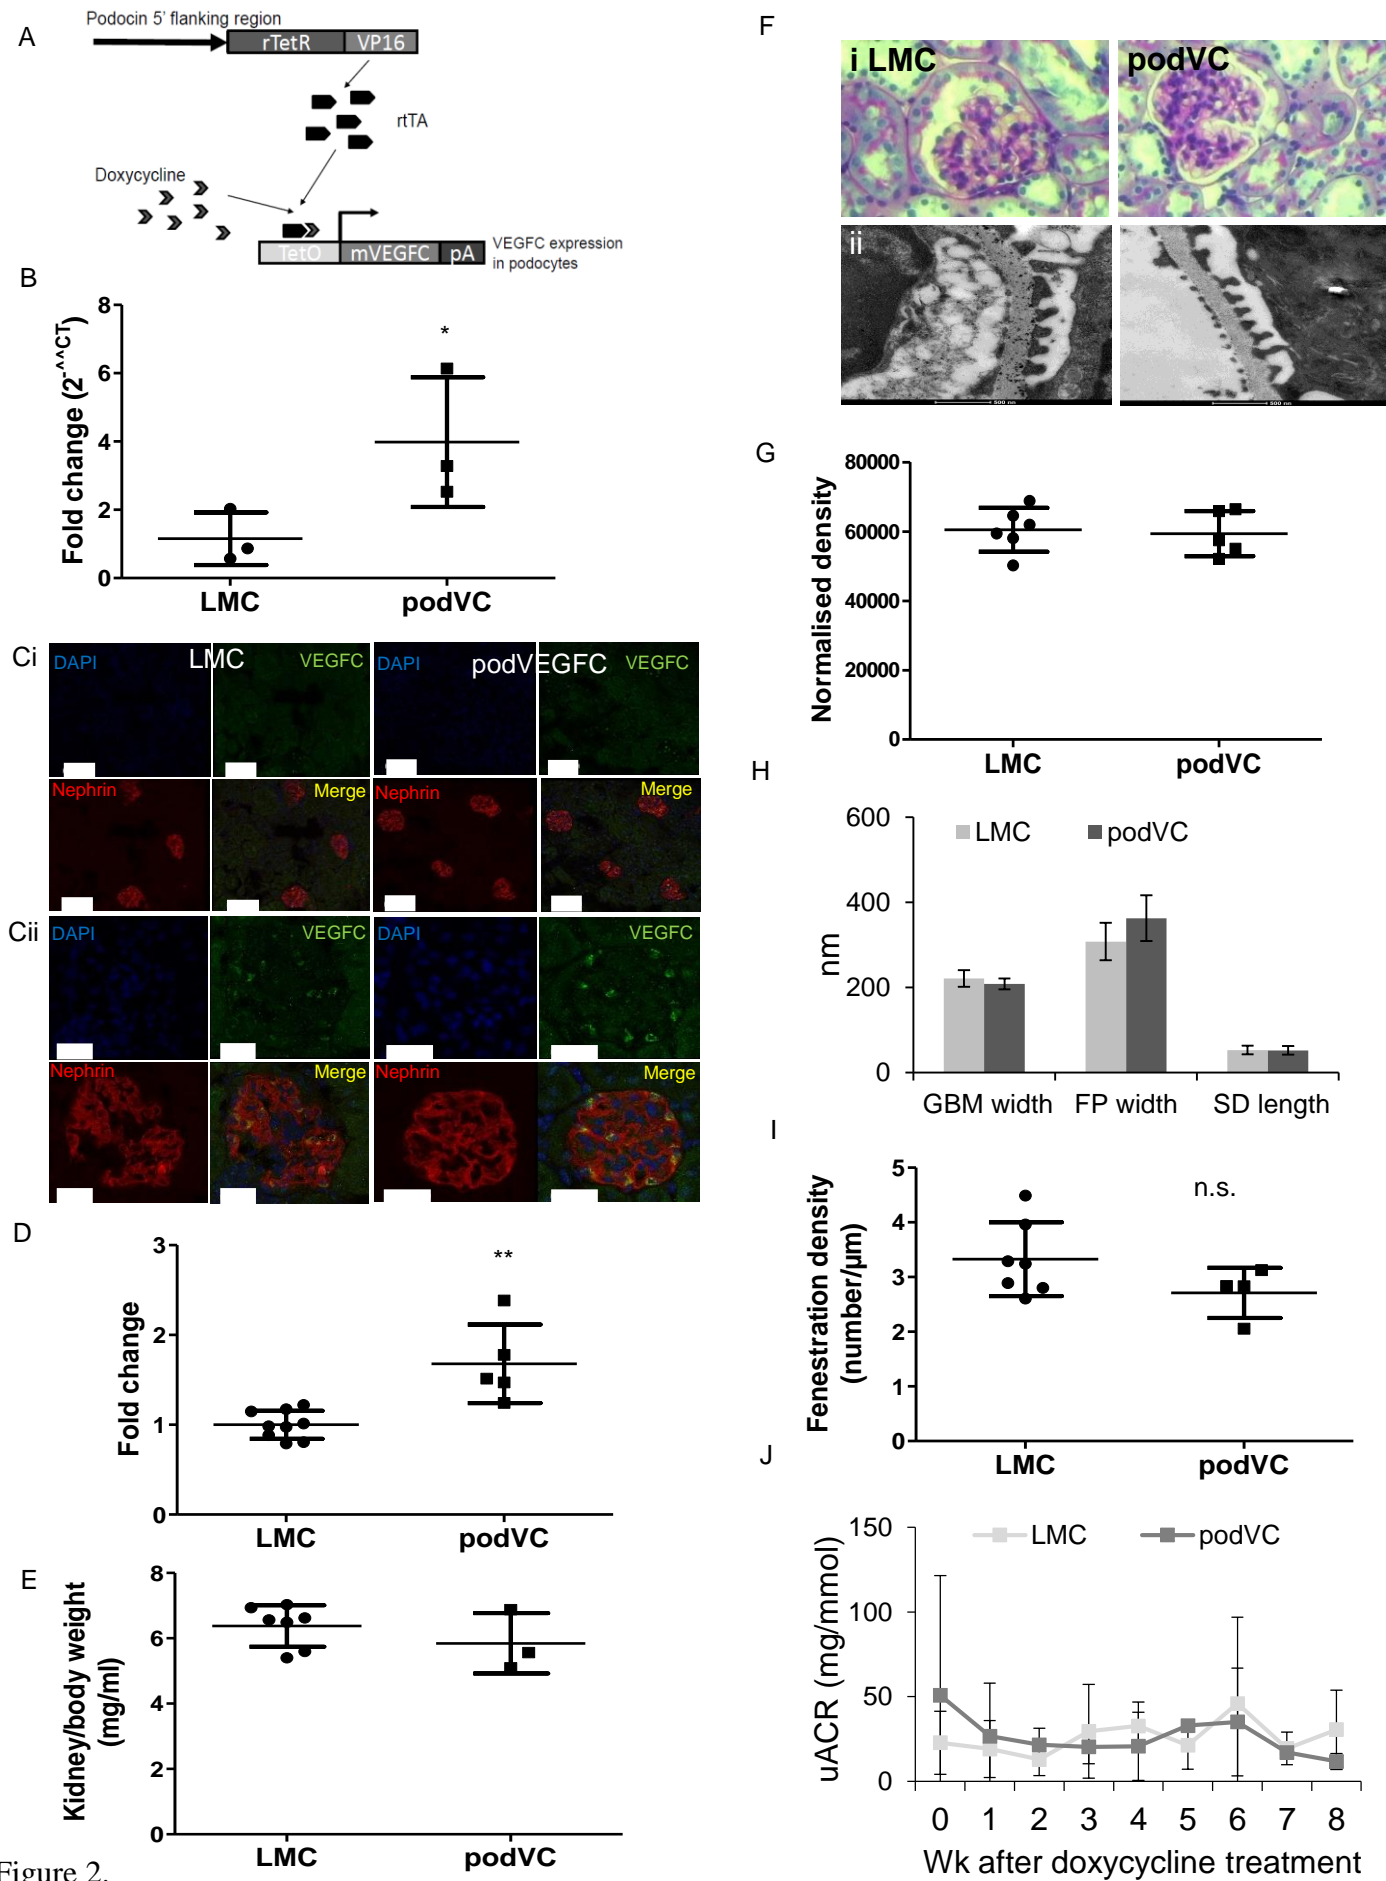 A
Podocin 5' flanking region
rTetR VP16
rtTA
Doxycycline
TetO mVEGFC pA
VEGFC expression
in podocytes
B
Fold change (2^-^^CT)
8
6
4
2
0
*
LMC podVC
Ci
LMC podVEGFC
DAPI VEGFC DAPI VEGFC
Nephrin Merge Nephrin Merge
Cii
DAPI VEGFC DAPI VEGFC
Nephrin Merge Nephrin Merge
D
Fold change
3
2
1
0
**
LMC podVC
E
Kidney/body weight
(mg/ml)
8
6
4
2
0
LMC podVC
Figure 2.
F
i LMC podVC
ii
500 nm 500 nm
G
Normalised density
80000
60000
40000
20000
0
LMC podVC
H
nm
600
400
200
0
LMC podVC
GBM width FP width SD length
I
Fenestration density
(number/µm)
5
4
3
2
1
0
n.s.
LMC podVC
J
uACR (mg/mmol)
150
100
50
0
LMC podVC
0 1 2 3 4 5 6 7 8
Wk after doxycycline treatment